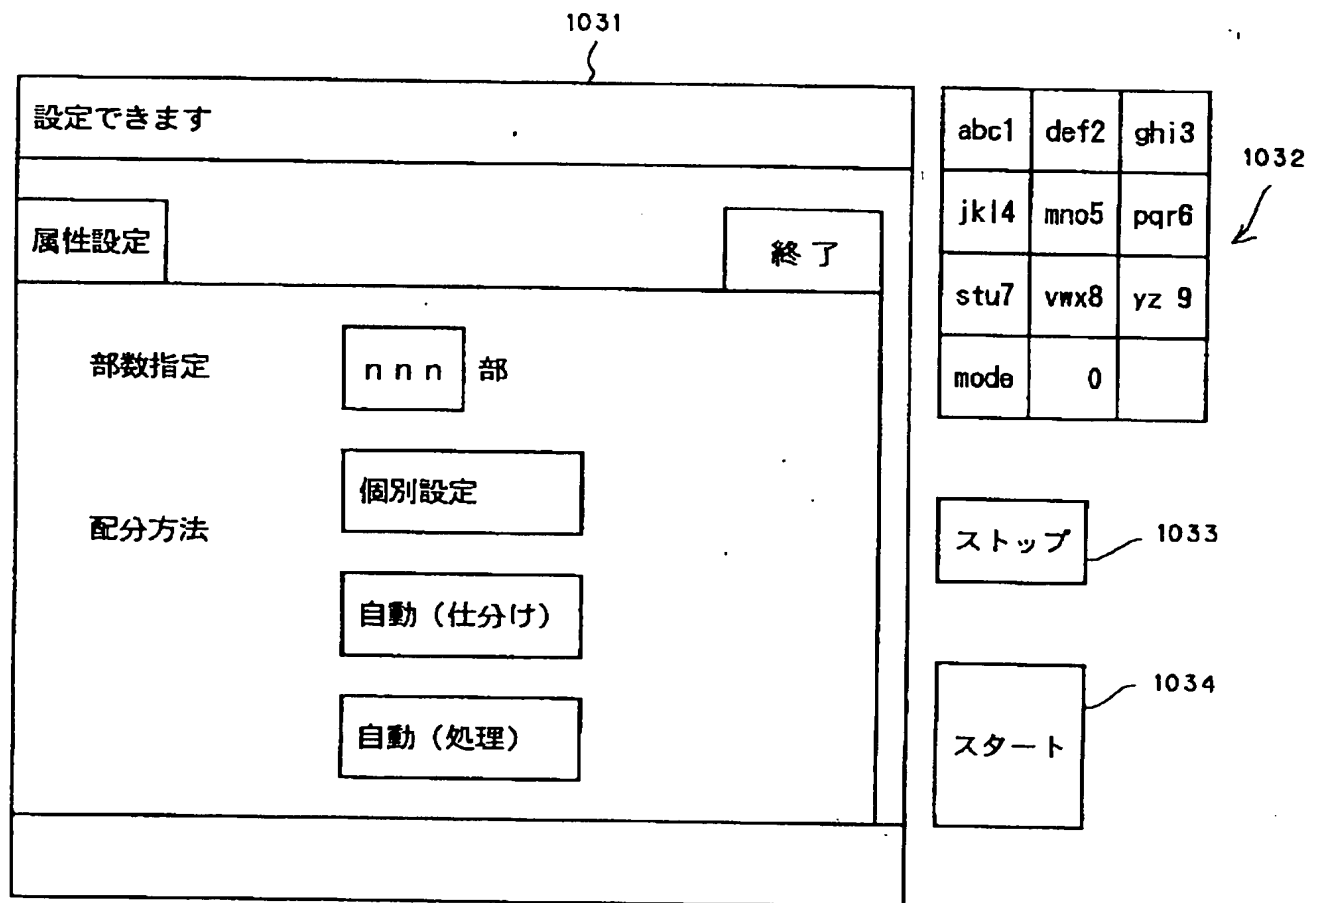 1031
設定できます
属性設定
終了
部数指定
nnn 部
配分方法
個別設定
自動（仕分け）
自動（処理）
abc1 def2 ghi3
jkl4 mno5 pqr6
stu7 vwx8 yz 9
mode 0
1032
ストップ
1033
スタート
1034